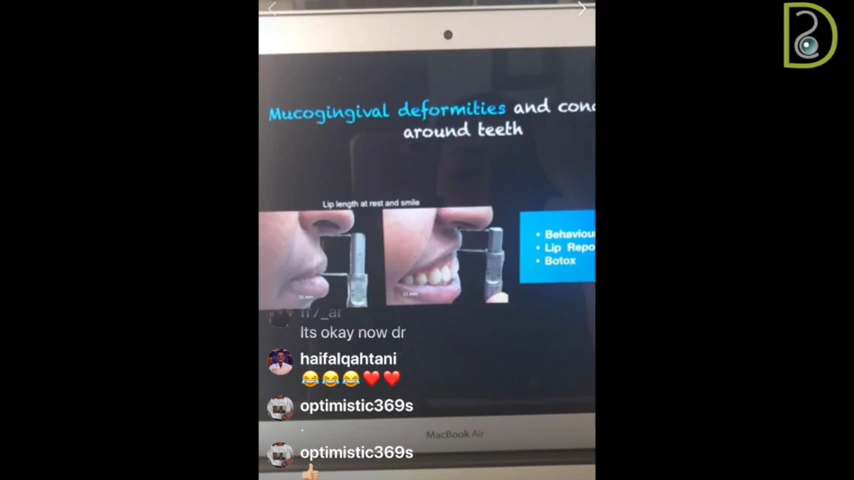 Mucogingival deformities and cond
around teeth
Lip length at rest and smile
• Behaviou
• Lip Repo
• Botox
Its okay now dr
haifalqahtani
😂😂😂❤️❤️
optimistic369s
.
optimistic369s
👍🏼
MacBook Air